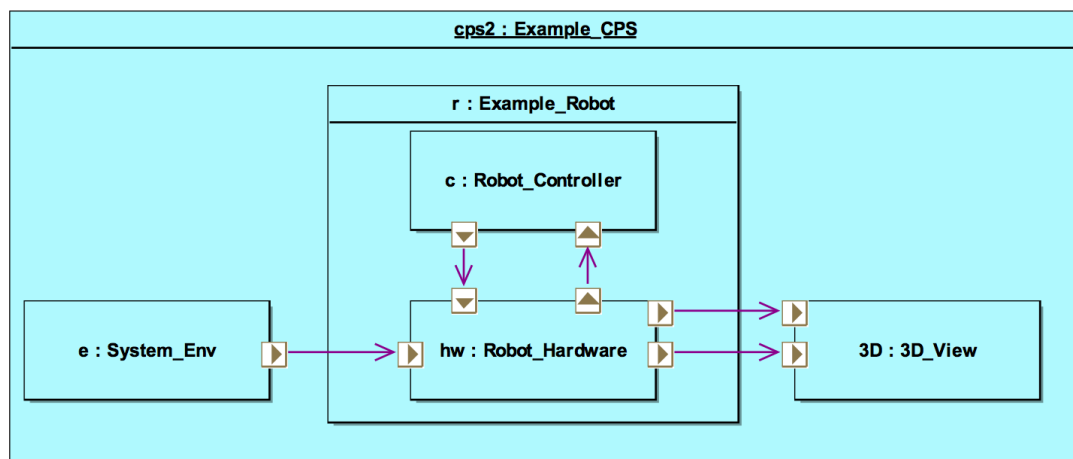 cps2 : Example_CPS
r : Example_Robot
c : Robot_Controller
e : System_Env
hw : Robot_Hardware
3D : 3D_View